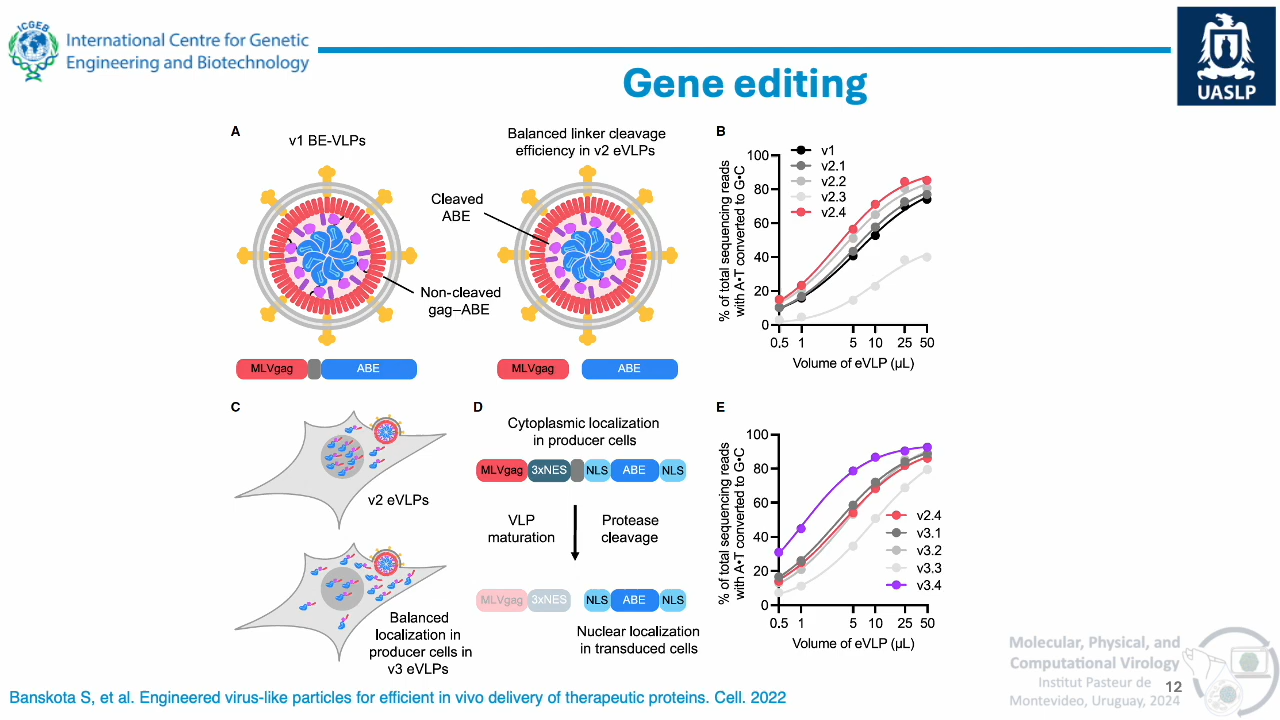 ICGEB
International Centre for Genetic
Engineering and Biotechnology
UASLP
Gene editing
A
v1 BE-VLPs
Balanced linker cleavage
efficiency in v2 eVLPs
Cleaved
ABE
Non-cleaved
gag–ABE
MLVgag
ABE
MLVgag
ABE
B
% of total sequencing reads
with A•T converted to G•C
100
80
60
40
20
0
v1
v2.1
v2.2
v2.3
v2.4
0.5
1
5
10
25
50
Volume of eVLP (µL)
C
v2 eVLPs
Balanced
localization in
producer cells in
v3 eVLPs
D
Cytoplasmic localization
in producer cells
MLVgag
3xNES
NLS
ABE
NLS
VLP
maturation
Protease
cleavage
MLVgag
3xNES
NLS
ABE
NLS
Nuclear localization
in transduced cells
E
% of total sequencing reads
with A•T converted to G•C
100
80
60
40
20
0
v2.4
v3.1
v3.2
v3.3
v3.4
0.5
1
5
10
25
50
Volume of eVLP (µL)
Banskota S, et al. Engineered virus-like particles for efficient in vivo delivery of therapeutic proteins. Cell. 2022
Molecular, Physical, and
Computational Virology
Institut Pasteur de
Montevideo, Uruguay, 2024
12